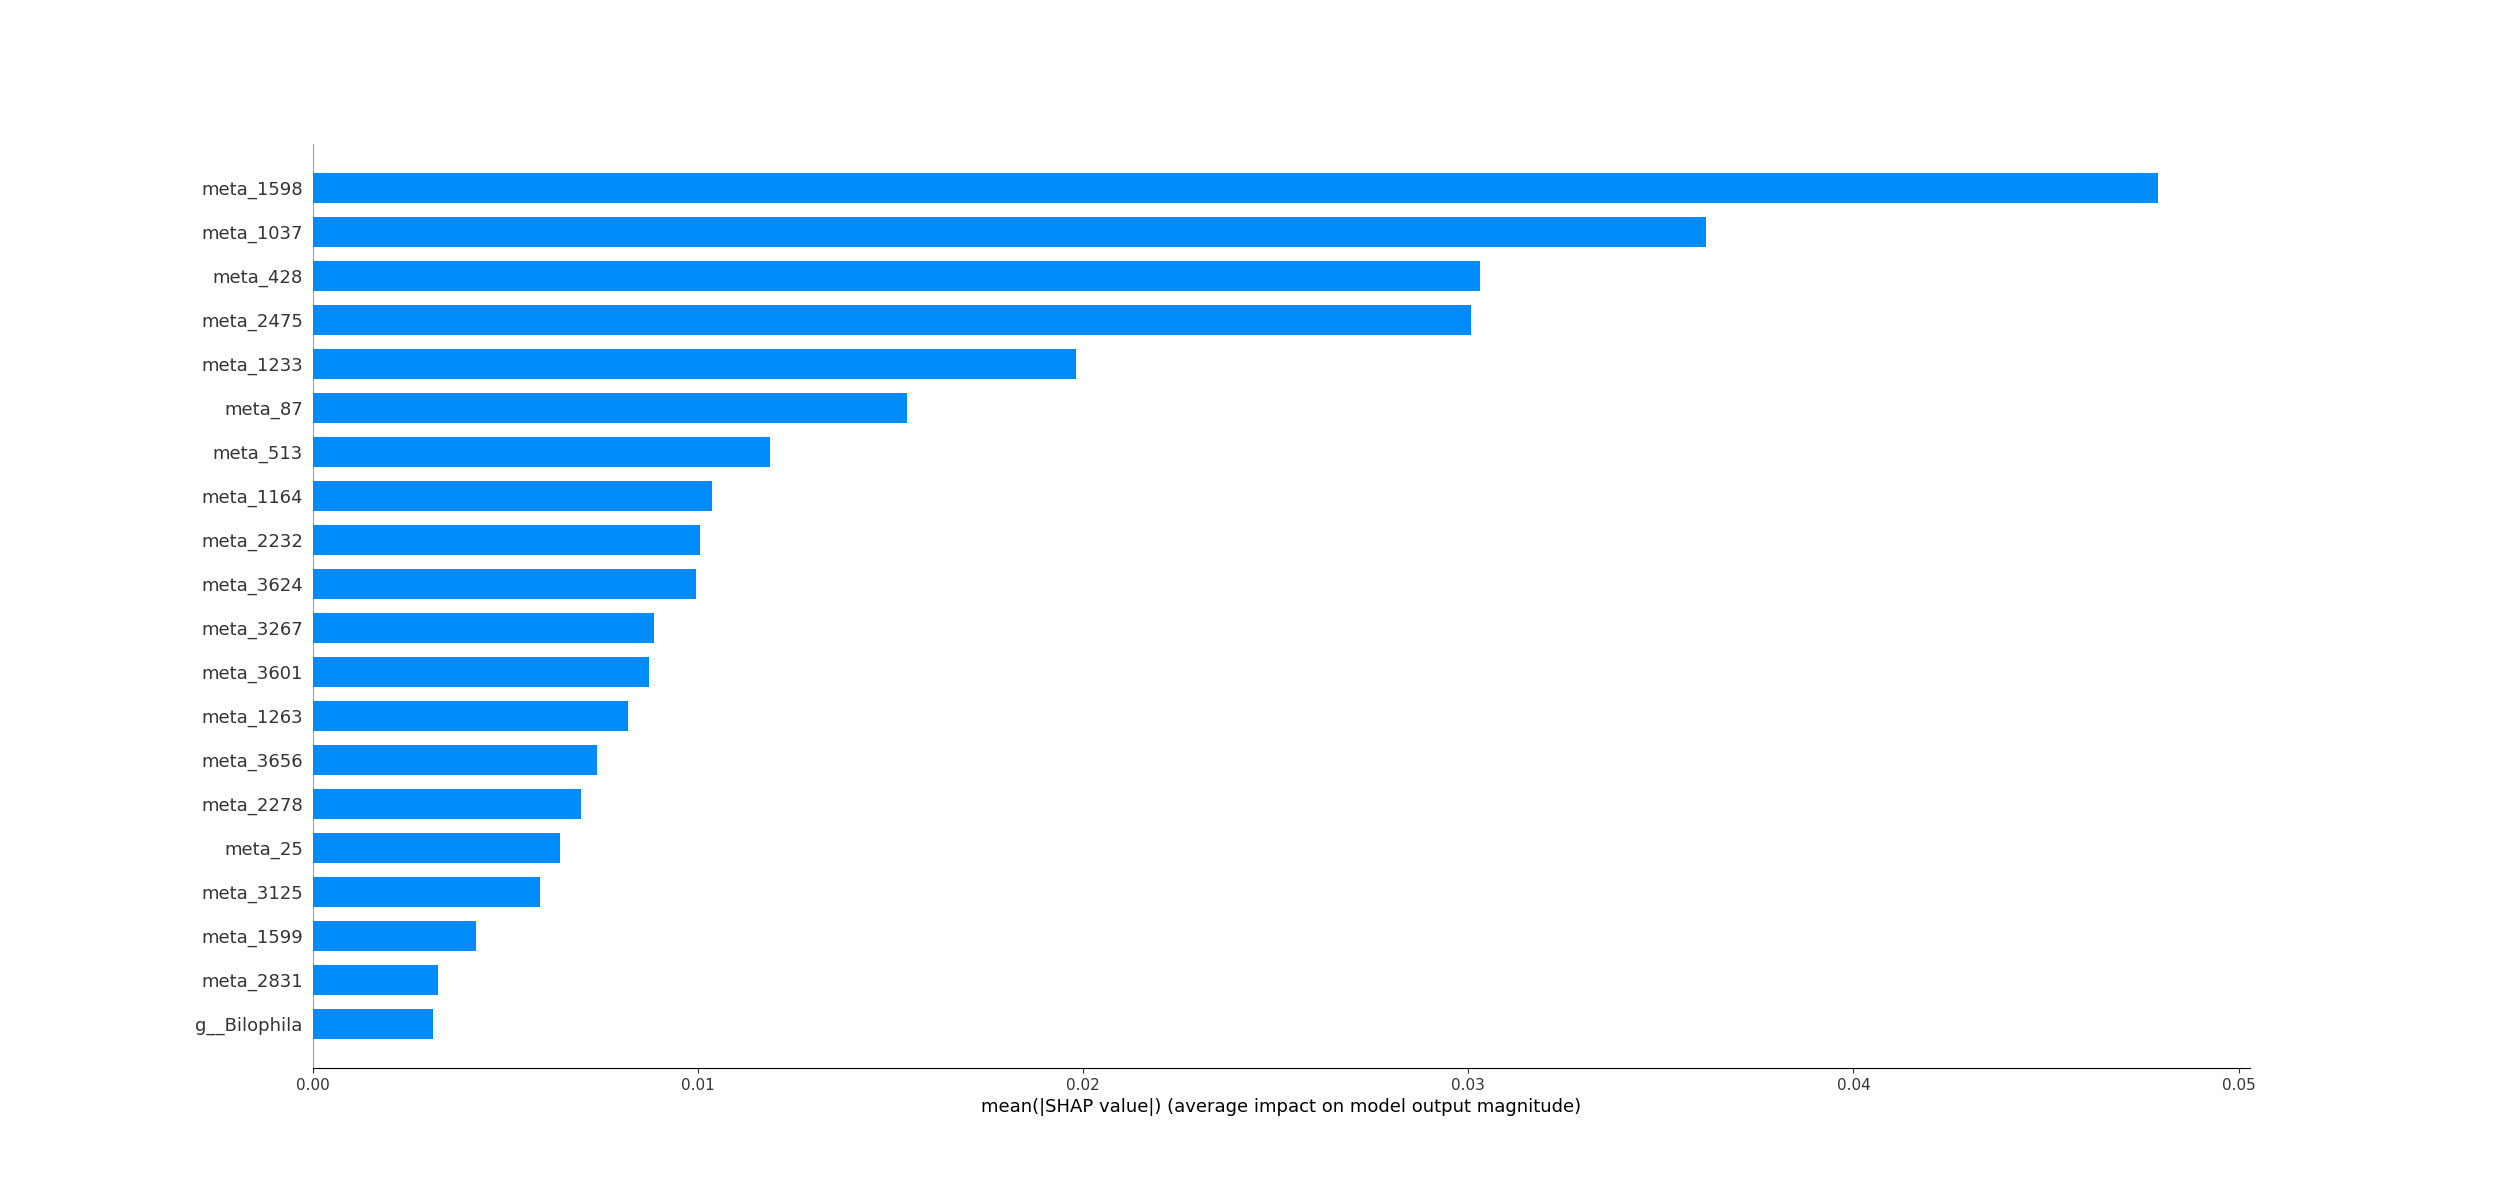 meta_1598
meta_1037
meta_428
meta_2475
meta_1233
meta_87
meta_513
meta_1164
meta_2232
meta_3624
meta_3267
meta_3601
meta_1263
meta_3656
meta_2278
meta_25
meta_3125
meta_1599
meta_2831
g__Bilophila
0.00 0.01 0.02 0.03 0.04 0.05
mean(|SHAP value|) (average impact on model output magnitude)